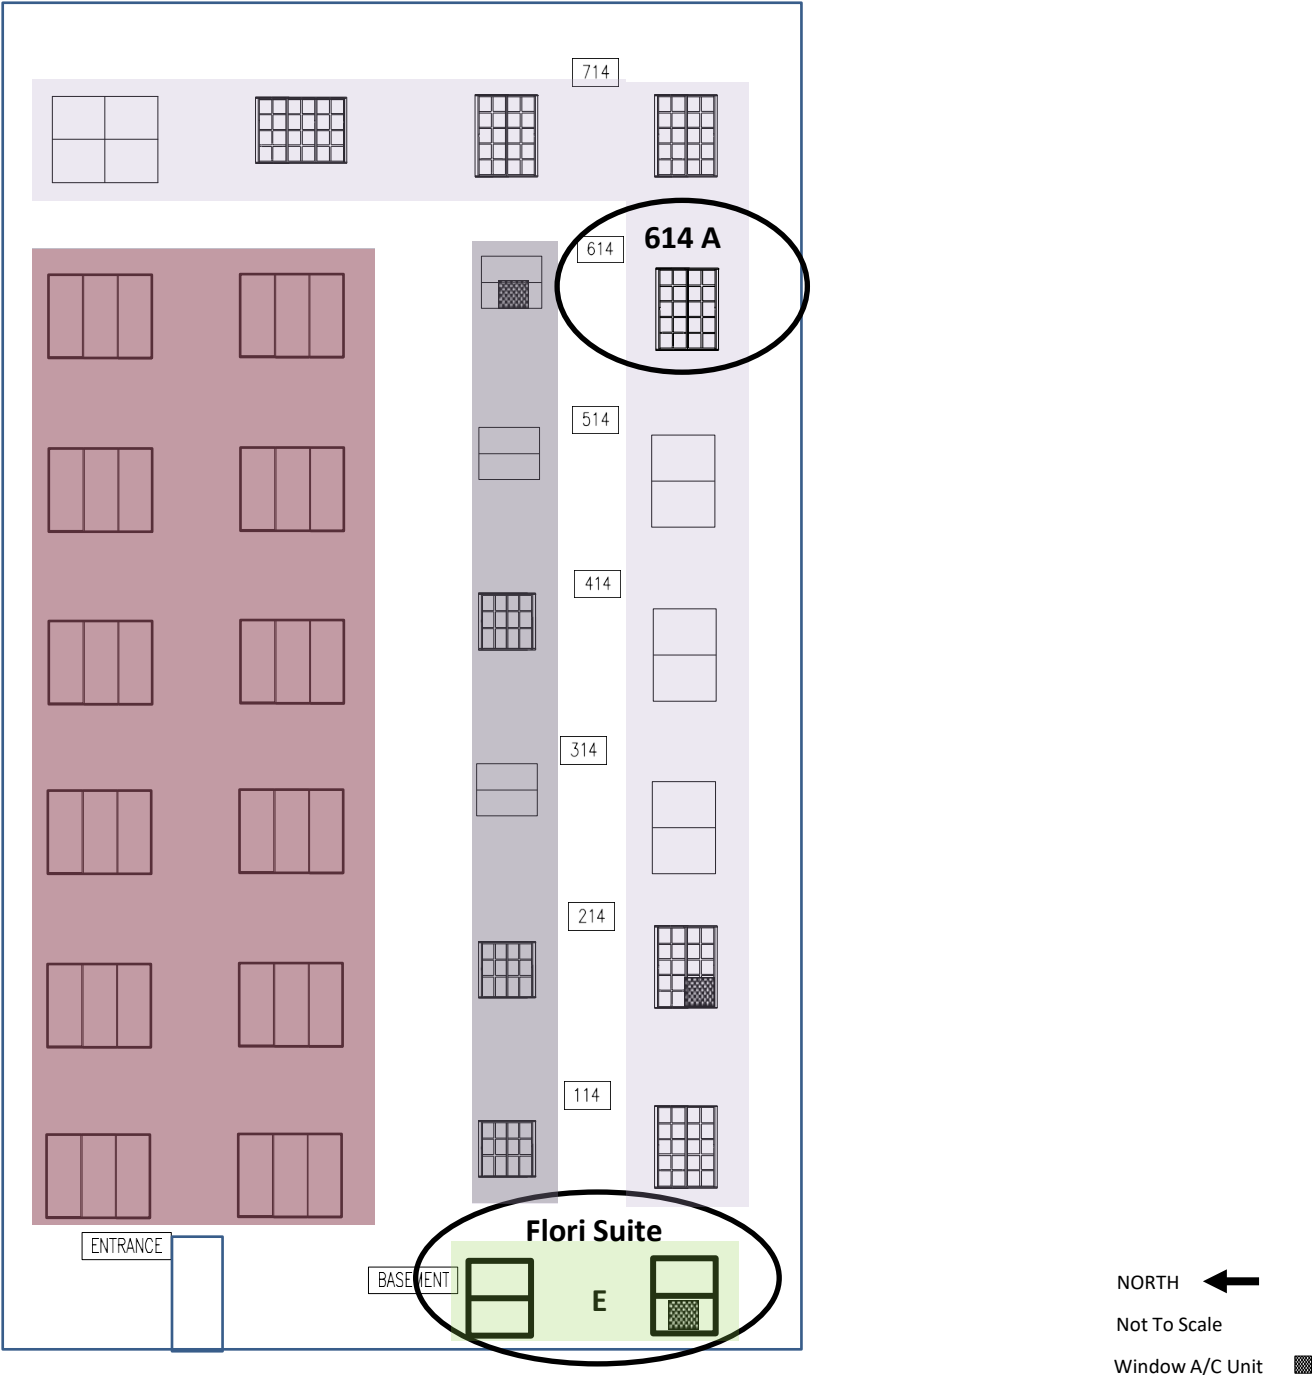 714
614 A
614
514
414
314
214
114
Flori Suite
ENTRANCE
BASEMENT
E
NORTH
Not To Scale
Window A/C Unit